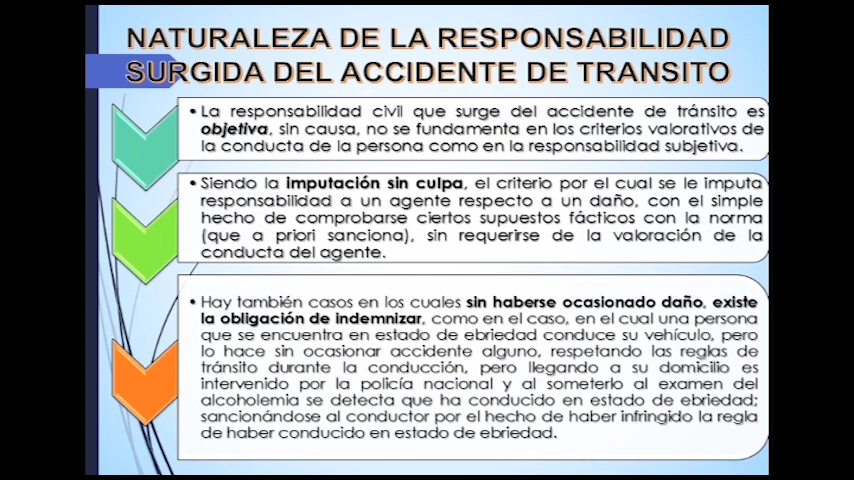 NATURALEZA DE LA RESPONSABILIDAD
SURGIDA DEL ACCIDENTE DE TRANSITO
• La responsabilidad civil que surge del accidente de tránsito es
objetiva, sin causa, no se fundamenta en los criterios valorativos de
la conducta de la persona como en la responsabilidad subjetiva.
• Siendo la imputación sin culpa, el criterio por el cual se le imputa
responsabilidad a un agente respecto a un daño, con el simple
hecho de comprobarse ciertos supuestos fácticos con la norma
(que a priori sanciona), sin requerirse de la valoración de la
conducta del agente.
• Hay también casos en los cuales sin haberse ocasionado daño, existe
la obligación de indemnizar, como en el caso, en el cual una persona
que se encuentra en estado de ebriedad conduce su vehículo, pero
lo hace sin ocasionar accidente alguno, respetando las reglas de
tránsito durante la conducción, pero llegando a su domicilio es
intervenido por la policía nacional y al someterlo al examen del
alcoholemia se detecta que ha conducido en estado de ebriedad;
sancionándose al conductor por el hecho de haber infringido la regla
de haber conducido en estado de ebriedad.